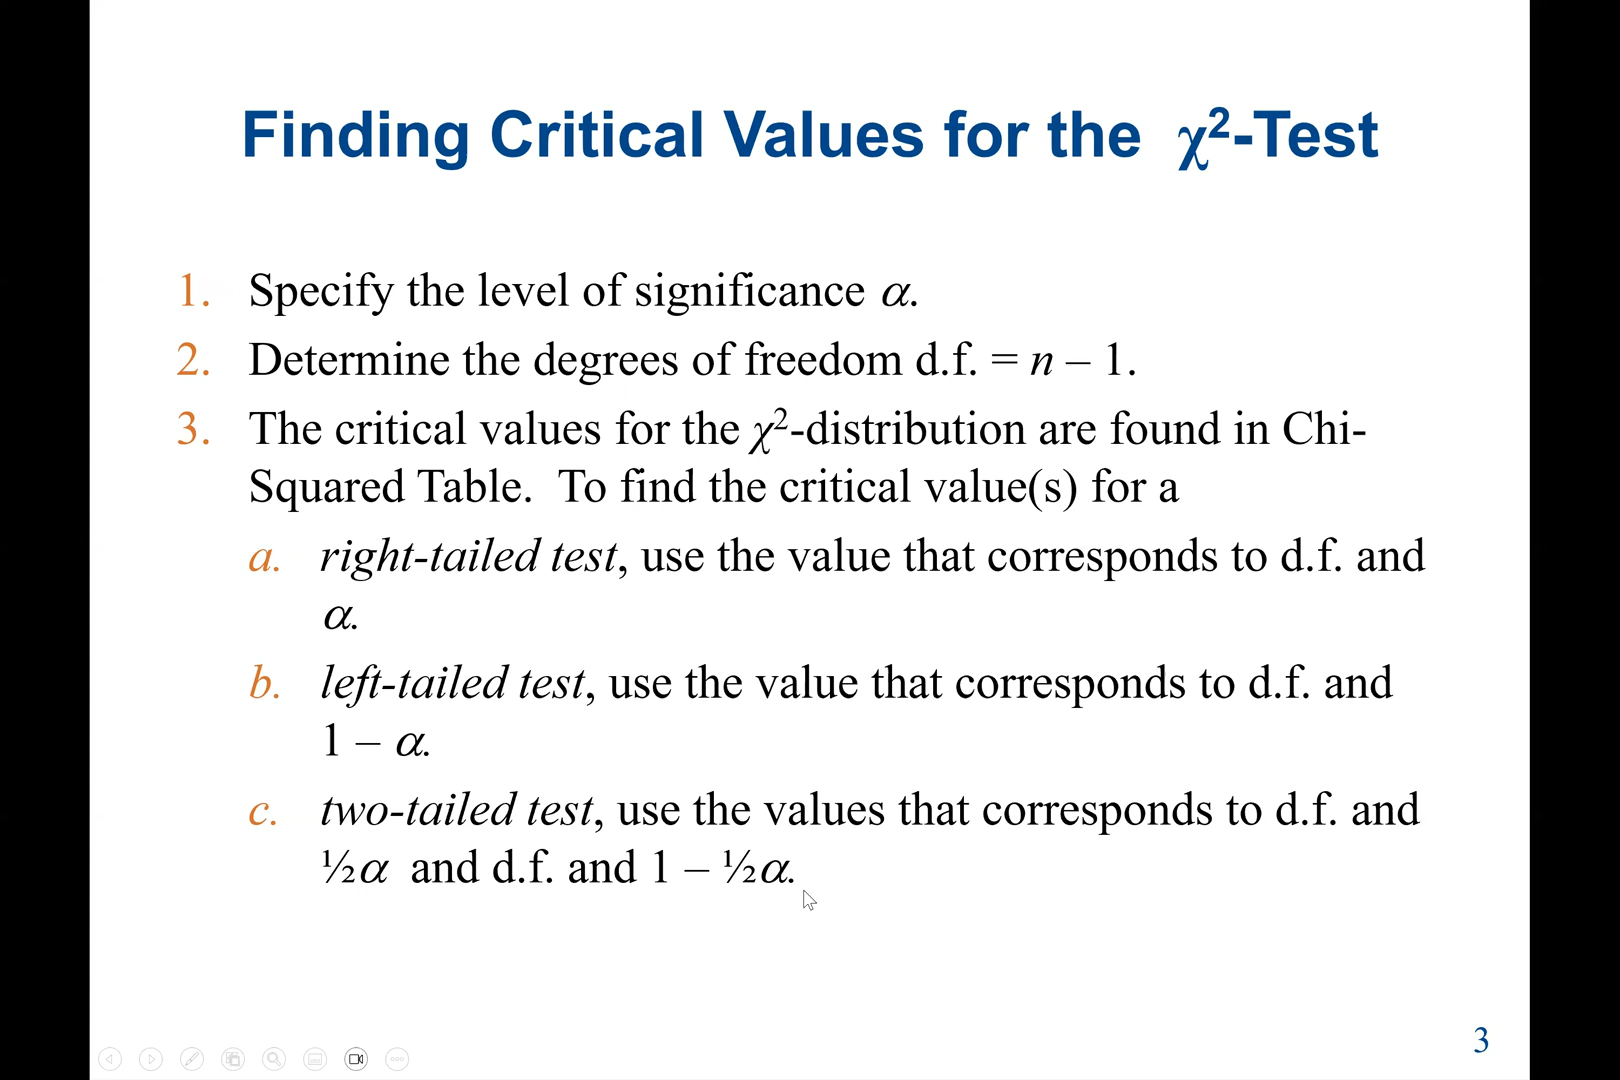 Finding Critical Values for the χ²-Test
1. Specify the level of significance α.
2. Determine the degrees of freedom d.f. = n – 1.
3. The critical values for the χ²-distribution are found in Chi-
Squared Table. To find the critical value(s) for a
a. right-tailed test, use the value that corresponds to d.f. and
α.
b. left-tailed test, use the value that corresponds to d.f. and
1 – α.
c. two-tailed test, use the values that corresponds to d.f. and
½α and d.f. and 1 – ½α.
3